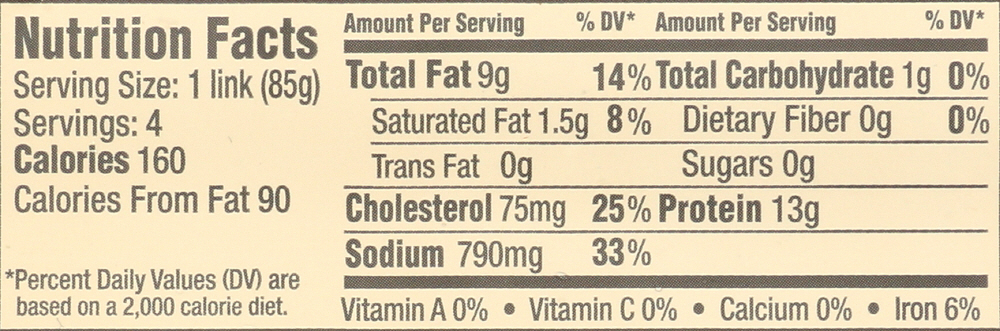 Nutrition Facts
Serving Size: 1 link (85g)
Servings: 4
Calories 160
Calories From Fat 90
*Percent Daily Values (DV) are
based on a 2,000 calorie diet.
Amount Per Serving % DV* Amount Per Serving % DV*
Total Fat 9g 14% Total Carbohydrate 1g 0%
Saturated Fat 1.5g 8% Dietary Fiber 0g 0%
Trans Fat 0g Sugars 0g
Cholesterol 75mg 25% Protein 13g
Sodium 790mg 33%
Vitamin A 0% • Vitamin C 0% • Calcium 0% • Iron 6%